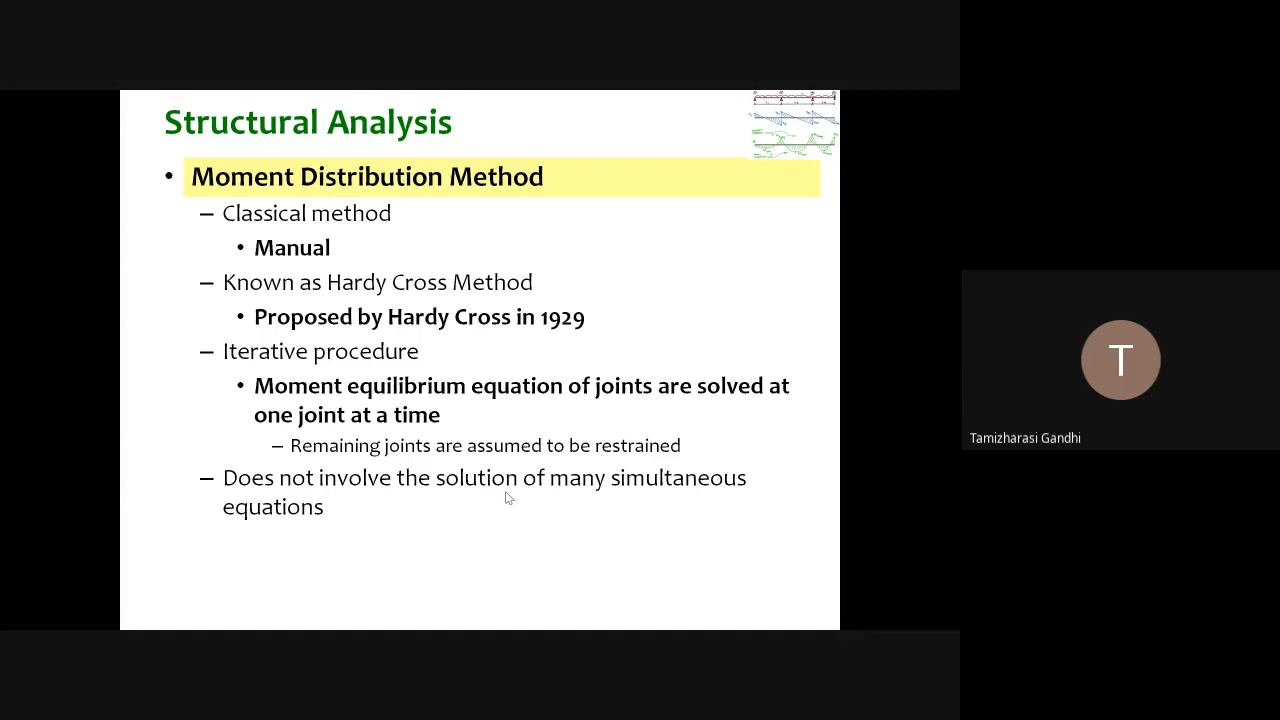 Structural Analysis
• Moment Distribution Method
– Classical method
• Manual
– Known as Hardy Cross Method
• Proposed by Hardy Cross in 1929
– Iterative procedure
• Moment equilibrium equation of joints are solved at
one joint at a time
– Remaining joints are assumed to be restrained
– Does not involve the solution of many simultaneous
equations
T
Tamizharasi Gandhi